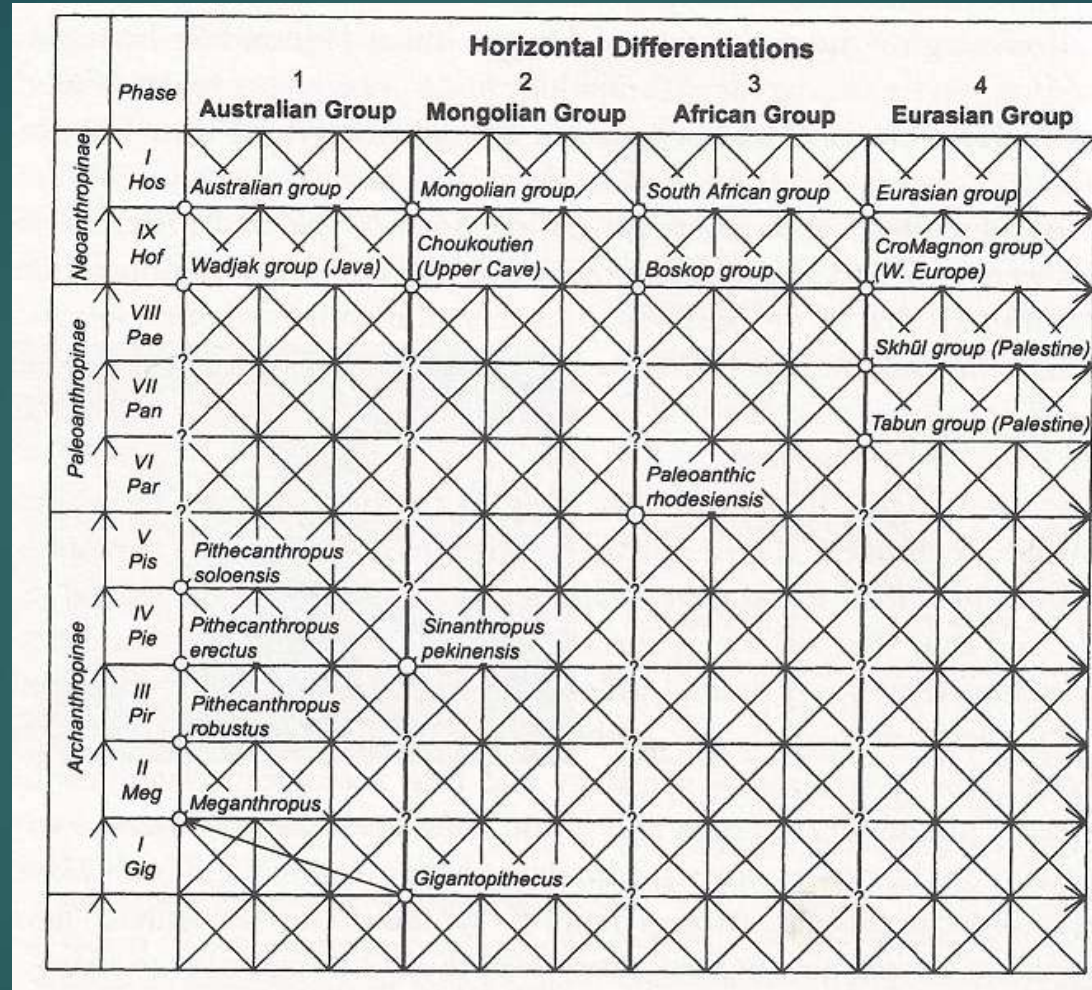 Horizontal Differentiations
Phase
1
Australian Group
2
Mongolian Group
3
African Group
4
Eurasian Group
Neoanthropinae
I
Hos
Australian group
Mongolian group
South African group
Eurasian group
IX
Hof
Wadjak group (Java)
Choukoutien
(Upper Cave)
Boskop group
CroMagnon group
(W. Europe)
Paleoanthropinae
VIII
Pae
Skhūl group (Palestine)
? ? ?
VII
Pan
Tabun group (Palestine)
? ? ?
VI
Par
Paleoanthic
rhodesiensis
? ? ?
Archanthropinae
V
Pis
Pithecanthropus
soloensis
? ? ?
IV
Pie
Pithecanthropus
erectus
Sinanthropus
pekinensis
? ?
III
Pir
Pithecanthropus
robustus
? ? ?
II
Meg
Meganthropus
? ? ?
I
Gig
Gigantopithecus
? ?